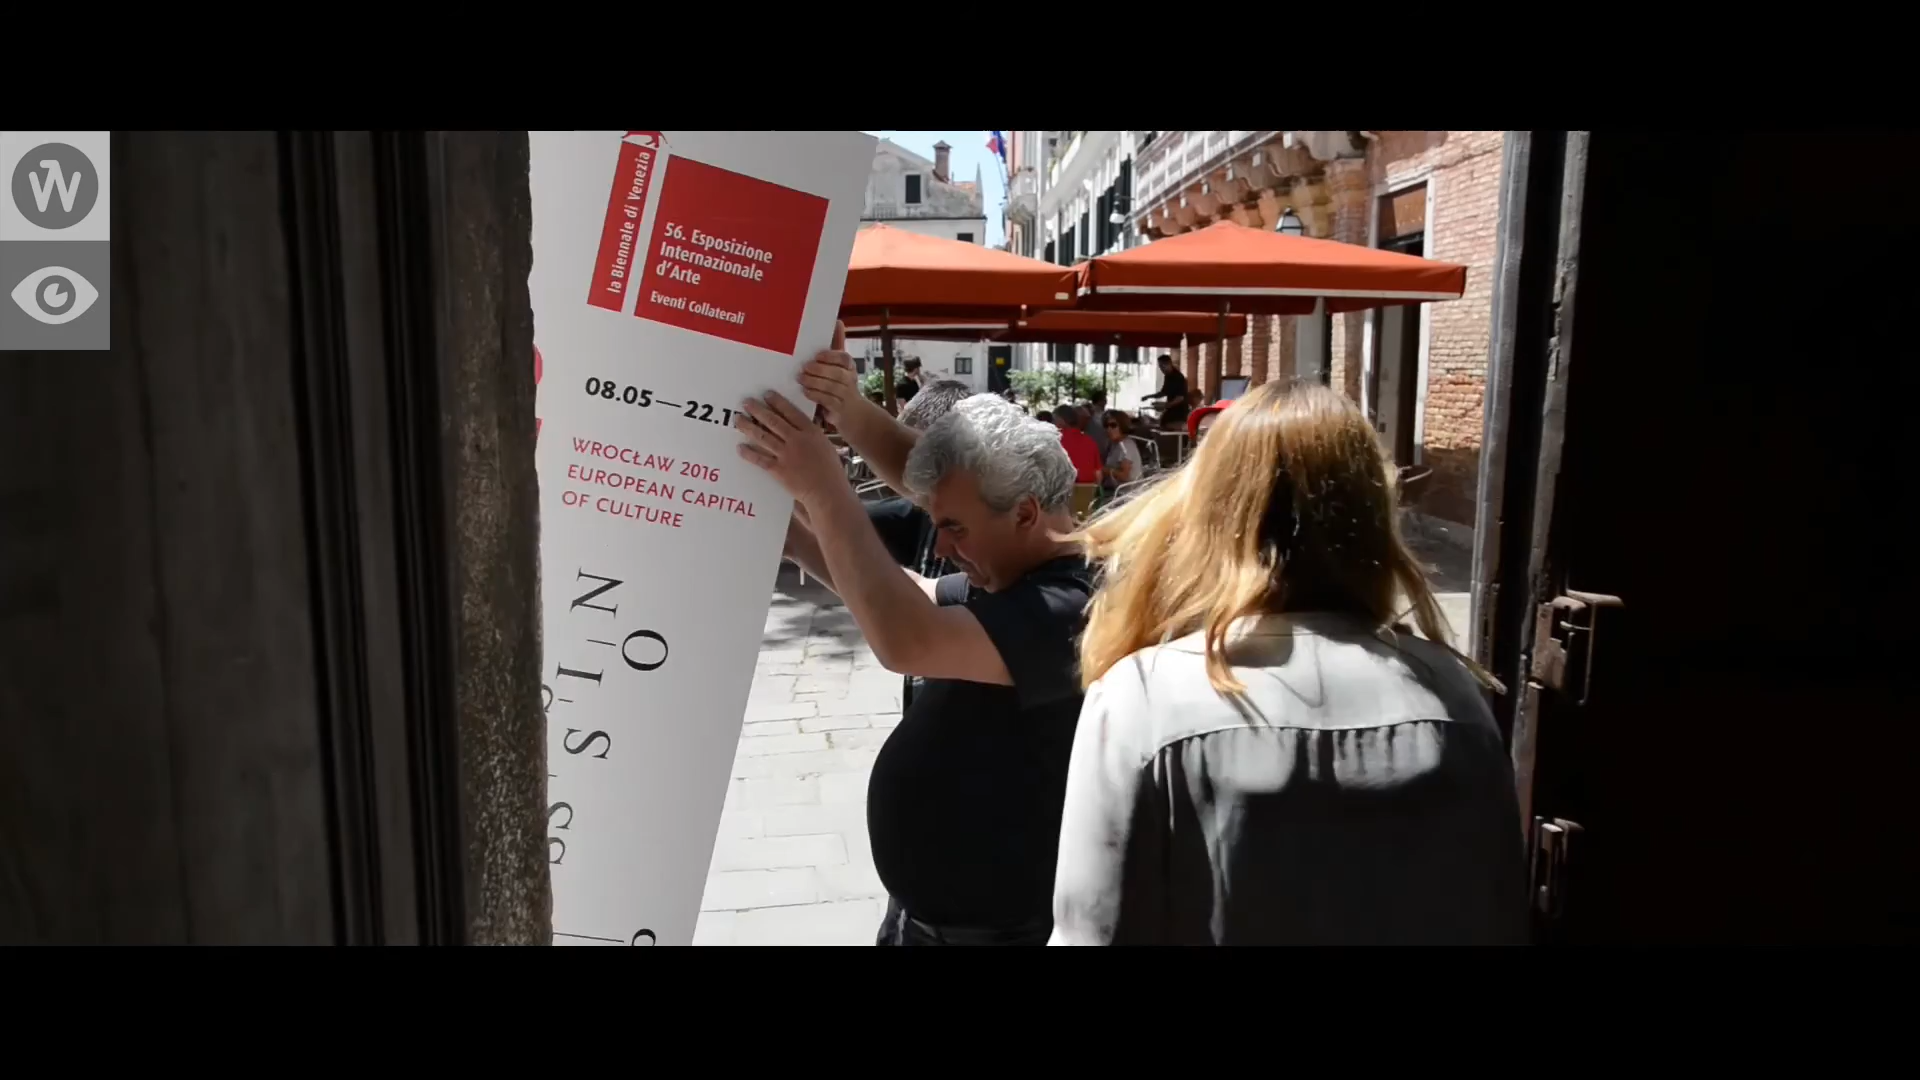 la Biennale di Venezia
56. Esposizione
Internazionale
d'Arte
Eventi Collaterali
08.05—22.1
WROCŁAW 2016
EUROPEAN CAPITAL
OF CULTURE